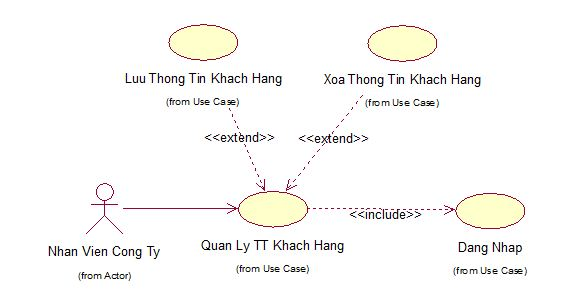 Luu Thong Tin Khach Hang
(from Use Case)
Xoa Thong Tin Khach Hang
(from Use Case)
<<extend>>
<<extend>>
<<include>>
Nhan Vien Cong Ty
(from Actor)
Quan Ly TT Khach Hang
(from Use Case)
Dang Nhap
(from Use Case)